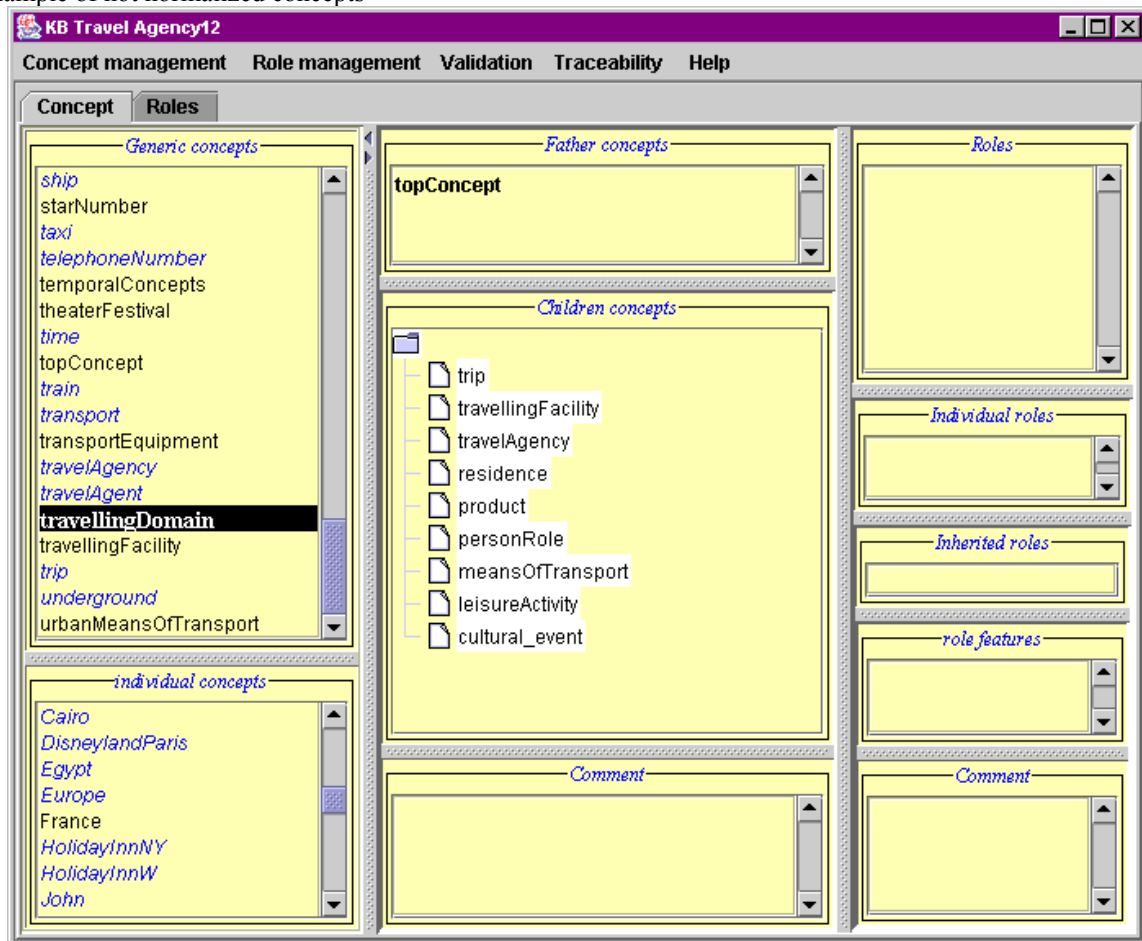 ample of not normalized concepts
KB Travel Agency12
Concept management Role management Validation Traceability Help
Concept Roles
Generic concepts
ship
starNumber
taxi
telephoneNumber
temporalConcepts
theaterFestival
time
topConcept
train
transport
transportEquipment
travelAgency
travelAgent
travellingDomain
travellingFacility
trip
underground
urbanMeansOfTransport
individual concepts
Cairo
DisneylandParis
Egypt
Europe
France
HolidayInnNY
HolidayInnW
John
Father concepts
topConcept
Children concepts
trip
travellingFacility
travelAgency
residence
product
personRole
meansOfTransport
leisureActivity
cultural_event
Comment
Roles
Individual roles
Inherited roles
role features
Comment